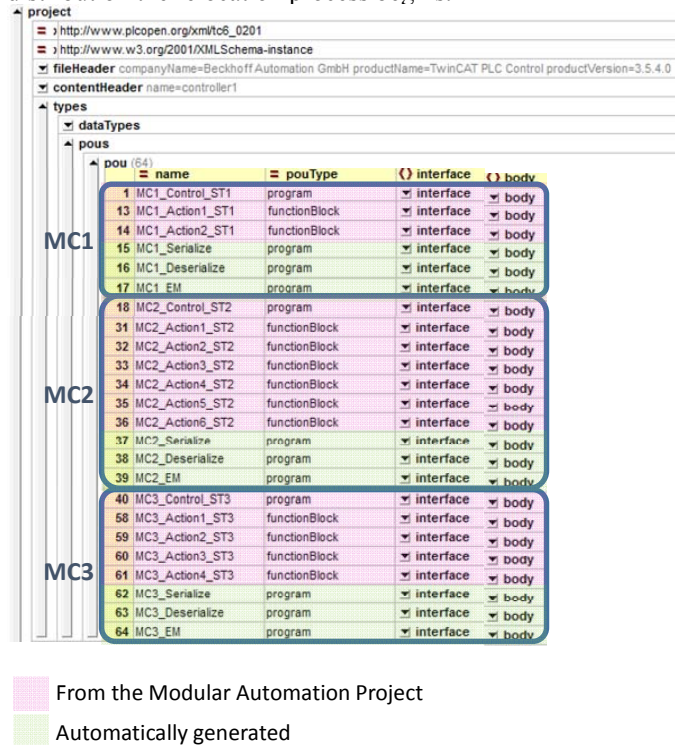 project
= http://www.plcopen.org/xml/tc6_0201
= http://www.w3.org/2001/XMLSchema-instance
fileHeader companyName=Beckhoff Automation GmbH productName=TwinCAT PLC Control productVersion=3.5.4.0
contentHeader name=controller1
types
dataTypes
pous
pou (64)
= name = pouType () interface () body
1 MC1_Control_ST1 program interface body
13 MC1_Action1_ST1 functionBlock interface body
14 MC1_Action2_ST1 functionBlock interface body
MC1
15 MC1_Serialize program interface body
16 MC1_Deserialize program interface body
17 MC1_EM program interface body
18 MC2_Control_ST2 program interface body
31 MC2_Action1_ST2 functionBlock interface body
32 MC2_Action2_ST2 functionBlock interface body
33 MC2_Action3_ST2 functionBlock interface body
34 MC2_Action4_ST2 functionBlock interface body
MC2
35 MC2_Action5_ST2 functionBlock interface body
36 MC2_Action6_ST2 functionBlock interface body
37 MC2_Serialize program interface body
38 MC2_Deserialize program interface body
39 MC2_EM program interface body
40 MC3_Control_ST3 program interface body
58 MC3_Action1_ST3 functionBlock interface body
59 MC3_Action2_ST3 functionBlock interface body
60 MC3_Action3_ST3 functionBlock interface body
MC3
61 MC3_Action4_ST3 functionBlock interface body
62 MC3_Serialize program interface body
63 MC3_Deserialize program interface body
64 MC3_EM program interface body
From the Modular Automation Project
Automatically generated